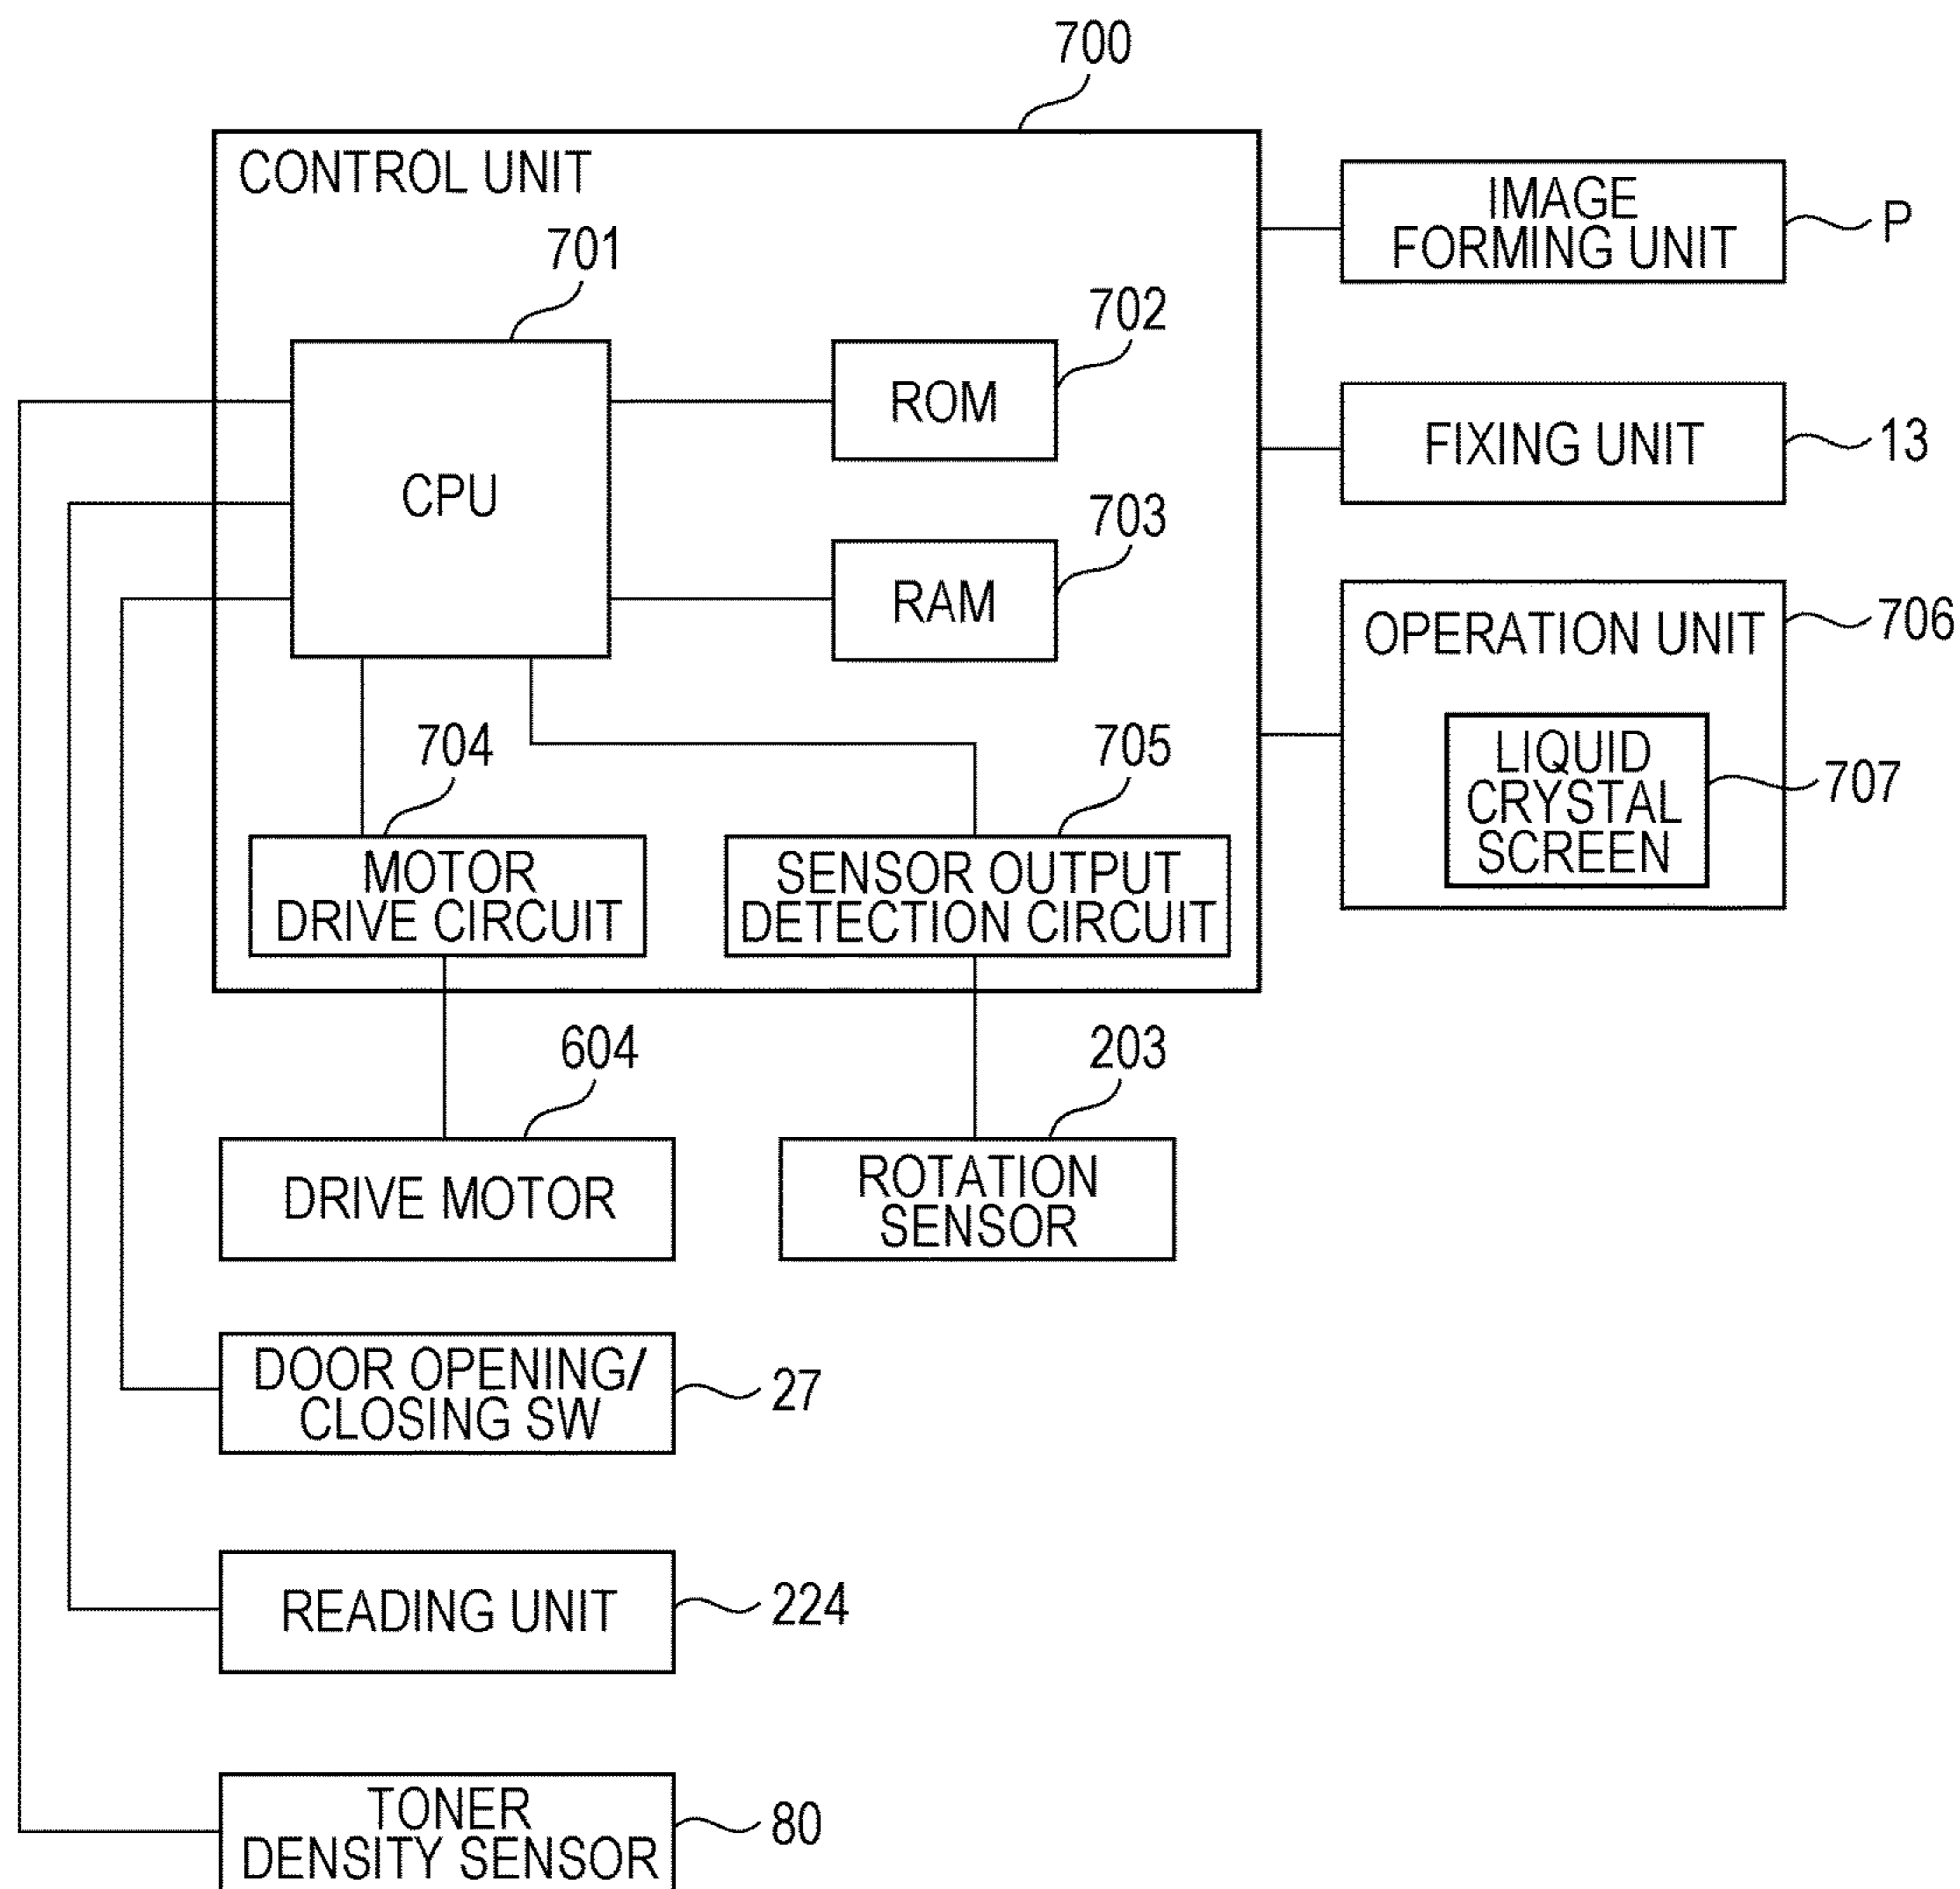 700
CONTROL UNIT
701
CPU
702
ROM
703
RAM
704
MOTOR
DRIVE CIRCUIT
705
SENSOR OUTPUT
DETECTION CIRCUIT
IMAGE
FORMING UNIT
P
FIXING UNIT
13
OPERATION UNIT
706
LIQUID
CRYSTAL
SCREEN
707
604
DRIVE MOTOR
203
ROTATION
SENSOR
DOOR OPENING/
CLOSING SW
27
READING UNIT
224
TONER
DENSITY SENSOR
80